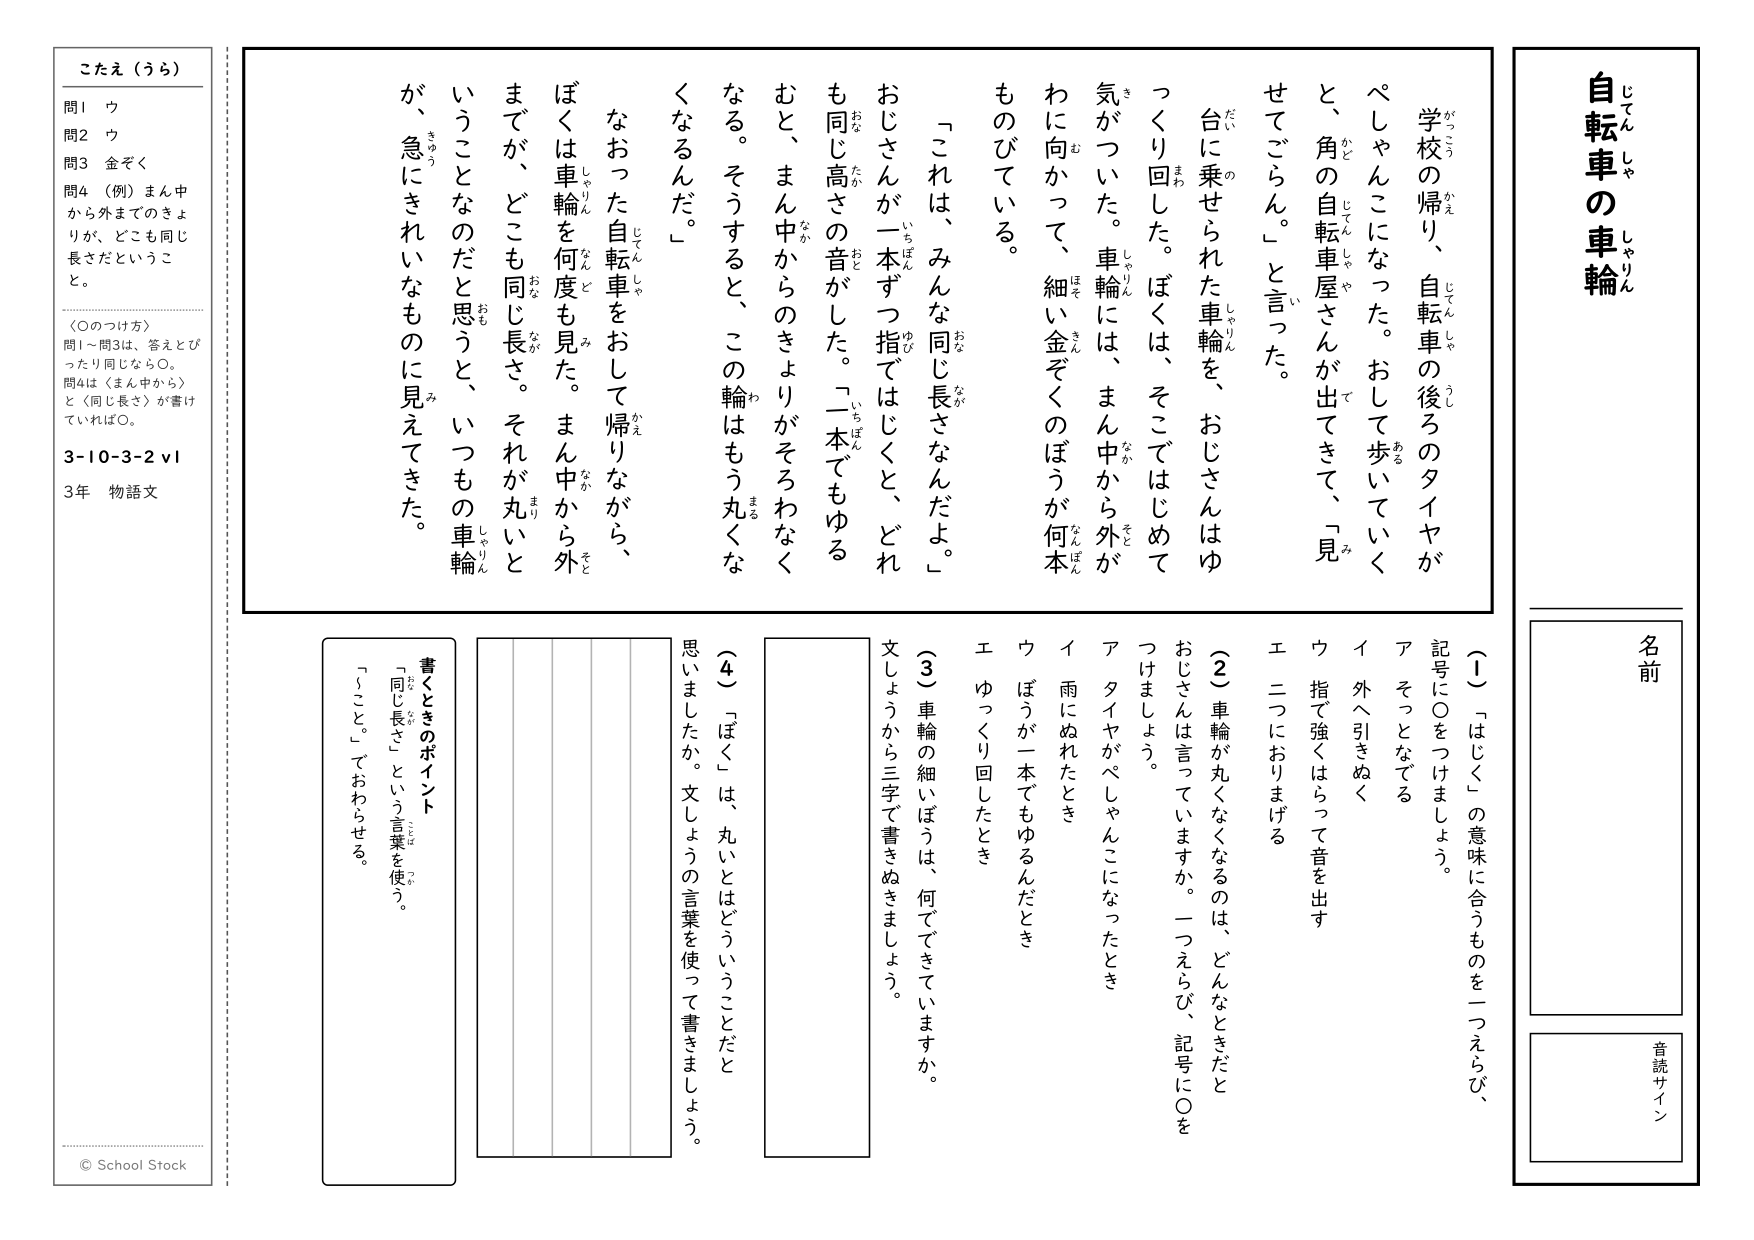 自転車の車輪
名前
音読サイン
学校の帰り、自転車の後ろのタイヤが
ぺしゃんこになった。おして歩いていく
と、角の自転車屋さんが出てきて、「見
せてごらん。」と言った。
台に乗せられた車輪を、おじさんはゆ
っくり回した。ぼくは、そこではじめて
気がついた。車輪には、まん中から外が
わに向かって、細い金ぞくのぼうが何本
ものびている。
「これは、みんな同じ長さなんだよ。」
おじさんが一本ずつ指ではじくと、どれ
も同じ高さの音がした。「一本でもゆる
むと、まん中からのきょりがそろわなく
なる。そうすると、この輪はもう丸くな
くなるんだ。」
なおった自転車をおして帰りながら、
ぼくは車輪を何度も見た。まん中から外
までが、どこも同じ長さ。それが丸いと
いうことなのだと思うと、いつもの車輪
が、急にきれいなものに見えてきた。
(1)「はじく」の意味に合うものを一つえらび、
記号に〇をつけましょう。
ア そっとなでる
イ 外へ引きぬく
ウ 指で強くはらって音を出す
エ 二つにおりまげる
(2)車輪が丸くなくなるのは、どんなときだと
おじさんは言っていますか。一つえらび、記号に〇を
つけましょう。
ア タイヤがぺしゃんこになったとき
イ 雨にぬれたとき
ウ ぼうが一本でもゆるんだとき
エ ゆっくり回したとき
(3)車輪の細いぼうは、何でできていますか。
文しょうから三字で書きぬきましょう。
(4)「ぼく」は、丸いとはどういうことだと
思いましたか。文しょうの言葉を使って書きましょう。
書くときのポイント
「同じ長さ」という言葉を使う。
「〜こと。」でおわらせる。
こたえ(うら)
問1 ウ
問2 ウ
問3 金ぞく
問4 (例)まん中
から外までのきょ
りが、どこも同じ
長さだというこ
と。
〈〇のつけ方〉
問1〜問3は、答えとぴ
ったり同じなら〇。
問4は〈まん中から〉
と〈同じ長さ〉が書け
ていれば〇。
3-10-3-2 v1
3年 物語文
© School Stock